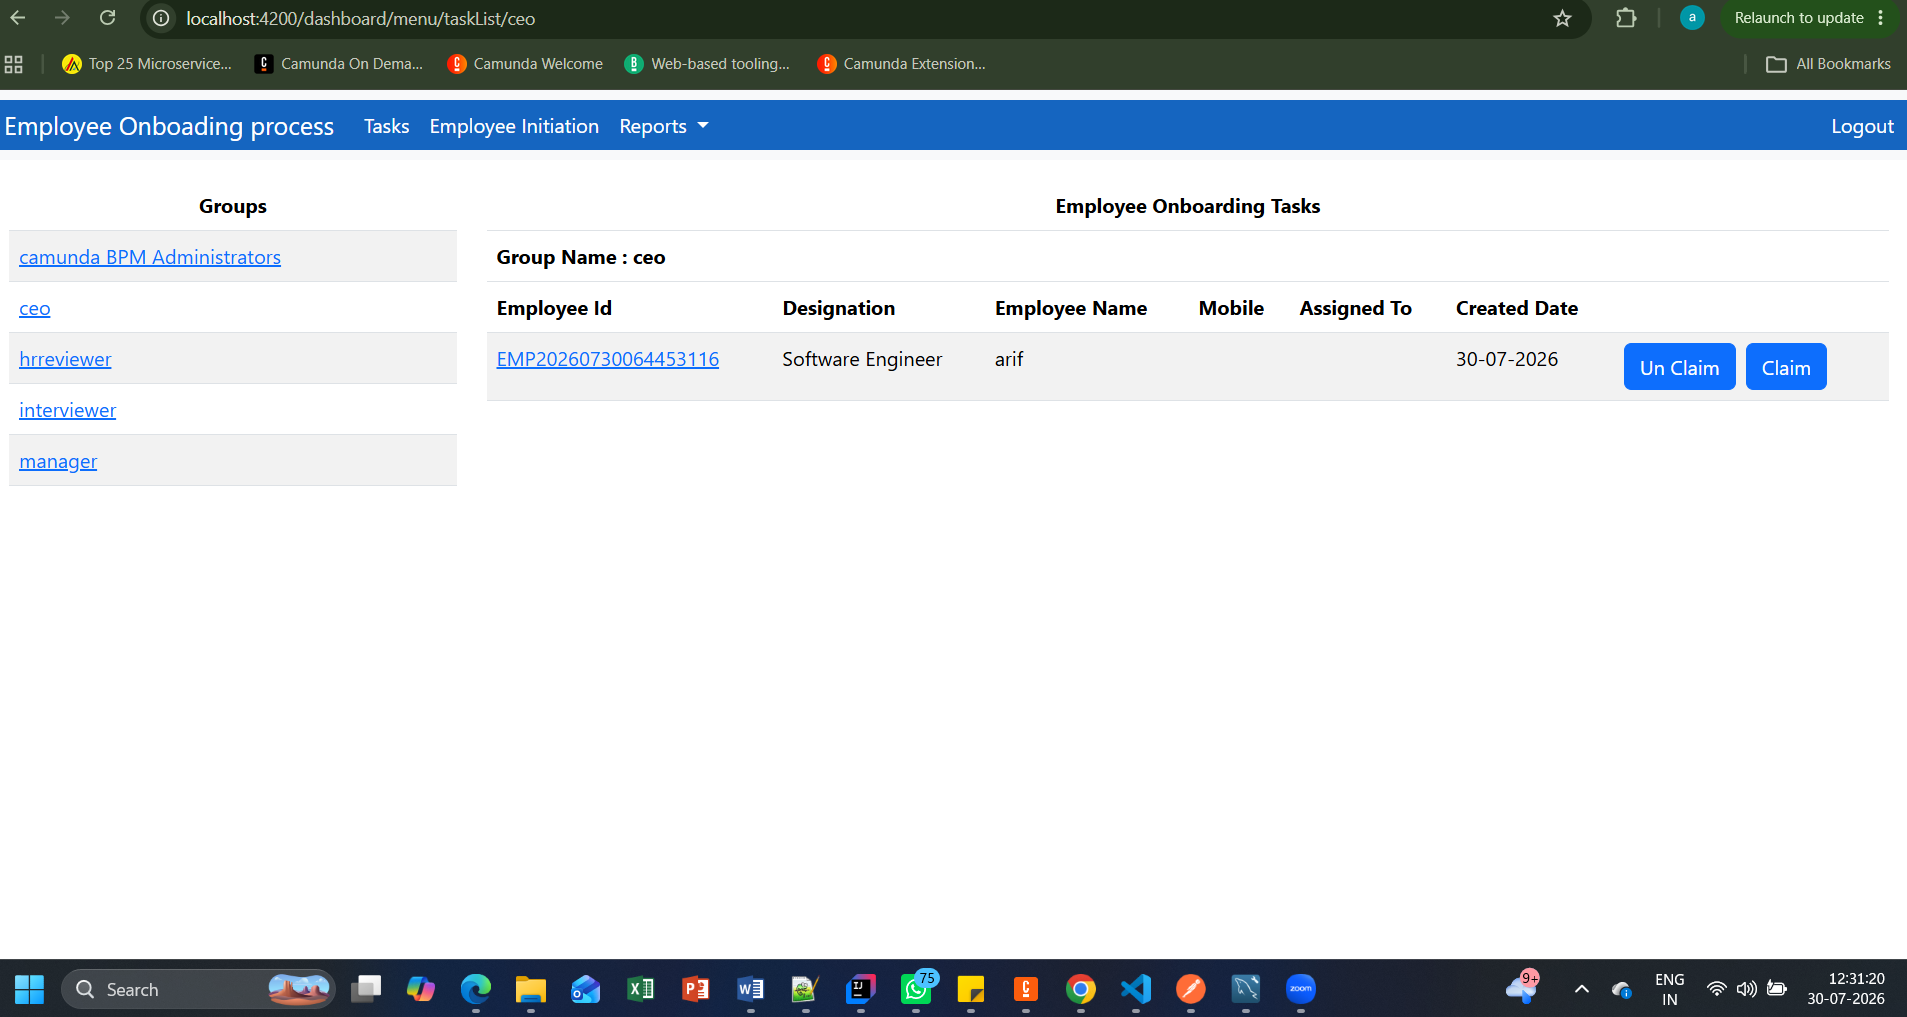 localhost:4200/dashboard/menu/taskList/ceo
a
Relaunch to update
Top 25 Microservice...
Camunda On Dema...
Camunda Welcome
Web-based tooling...
Camunda Extension...
All Bookmarks
Employee Onboading process
Tasks
Employee Initiation
Reports
Logout
Groups
camunda BPM Administrators
ceo
hrreviewer
interviewer
manager
Employee Onboarding Tasks
Group Name : ceo
Employee Id Designation Employee Name Mobile Assigned To Created Date
EMP20260730064453116 Software Engineer arif 30-07-2026 Un Claim Claim
Search
75
zoom
9+
ENG
IN
12:31:20
30-07-2026